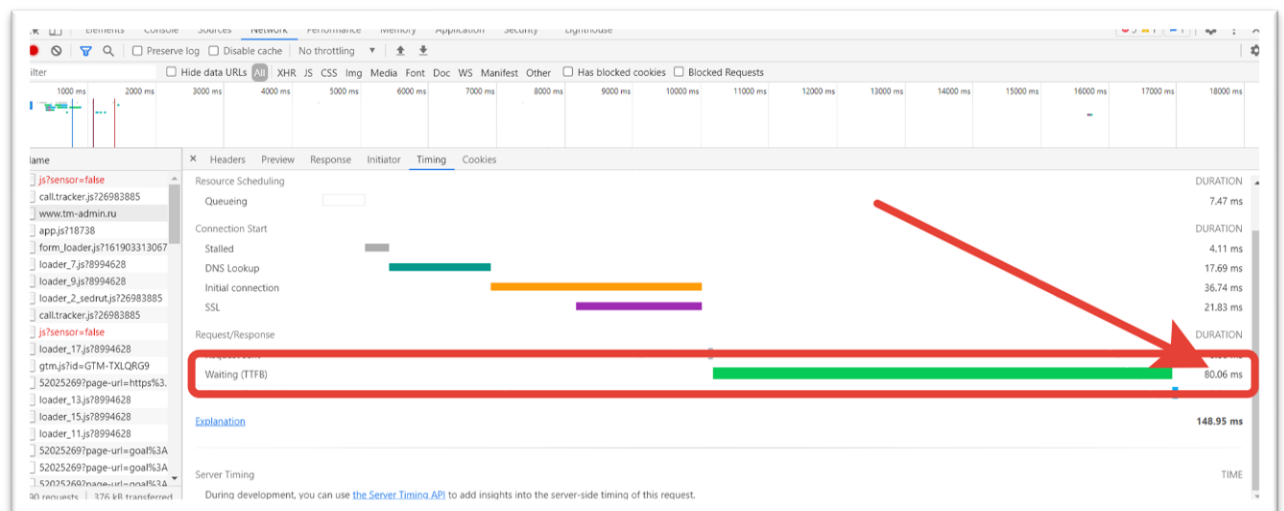 Elements Console Sources Network Performance Memory Application Security Lighthouse
Preserve log Disable cache No throttling
Hide data URLs All XHR JS CSS Img Media Font Doc WS Manifest Other Has blocked cookies Blocked Requests
1000 ms 2000 ms 3000 ms 4000 ms 5000 ms 6000 ms 7000 ms 8000 ms 9000 ms 10000 ms 11000 ms 12000 ms 13000 ms 14000 ms 15000 ms 16000 ms 17000 ms 18000 ms
× Headers Preview Response Initiator Timing Cookies
js?sensor=false
call.tracker.js?26983885
www.tm-admin.ru
app.js?18738
form_loader.js?161903313067
loader_7.js?8994628
loader_9.js?8994628
loader_2_sedrut.js?26983885
call.tracker.js?26983885
js?sensor=false
loader_17.js?8994628
gtm.js?id=GTM-TXLQRG9
52025269?page-url=https%3.
loader_13.js?8994628
loader_15.js?8994628
loader_11.js?8994628
52025269?page-url=goal%3A
52025269?page-url=goal%3A
52025269?page-url=goal%3A
90 requests 376 kB transferred
Resource Scheduling DURATION
Queueing 7.47 ms
Connection Start DURATION
Stalled 4.11 ms
DNS Lookup 17.69 ms
Initial connection 36.74 ms
SSL 21.83 ms
Request/Response DURATION
Waiting (TTFB) 80.06 ms
Explanation 148.95 ms
Server Timing TIME
During development, you can use the Server Timing API to add insights into the server-side timing of this request.